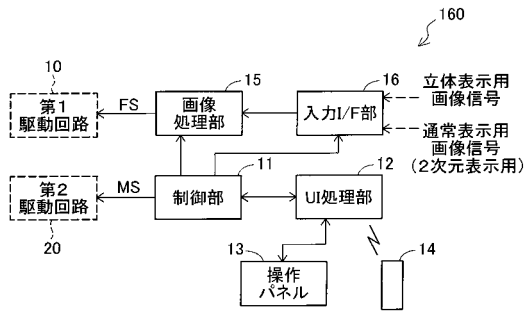 160
10
第1
駆動回路
FS
15
画像
処理部
16
入力I/F部
立体表示用
画像信号
通常表示用
画像信号
(2次元表示用)
第2
駆動回路
20
MS
11
制御部
12
UI処理部
13
操作
パネル
14